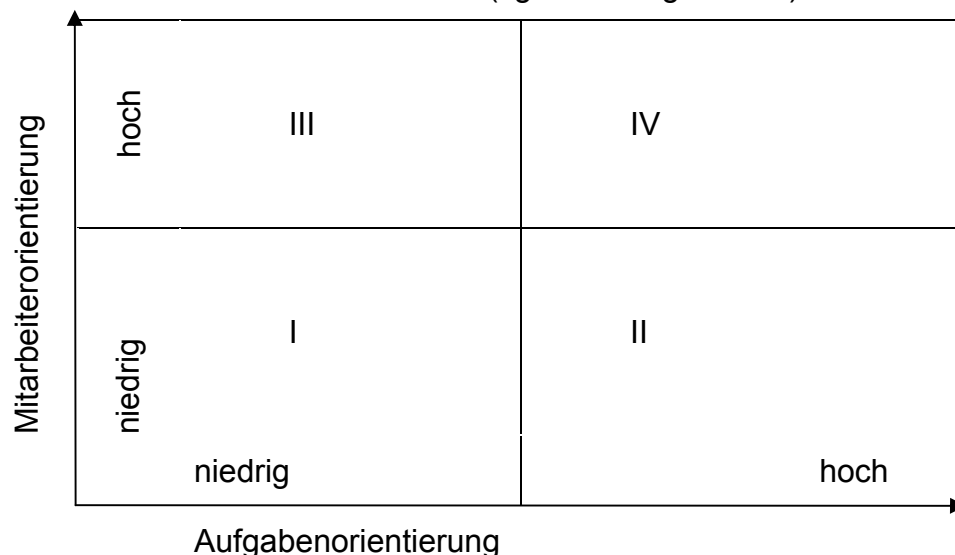 hoch
III
IV
Mitarbeiterorientierung
niedrig
I
II
niedrig
hoch
Aufgabenorientierung